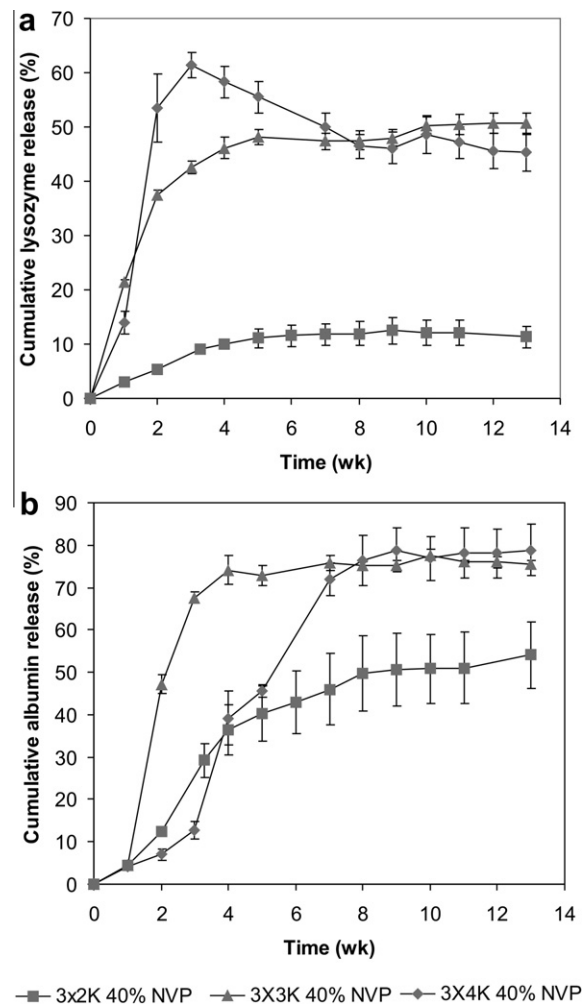 a
70
60
50
40
30
20
10
0
Cumulative lysozyme release (%)
0 2 4 6 8 10 12 14
Time (wk)
b
90
80
70
60
50
40
30
20
10
0
Cumulative albumin release (%)
0 2 4 6 8 10 12 14
Time (wk)
3x2K 40% NVP 3X3K 40% NVP 3X4K 40% NVP